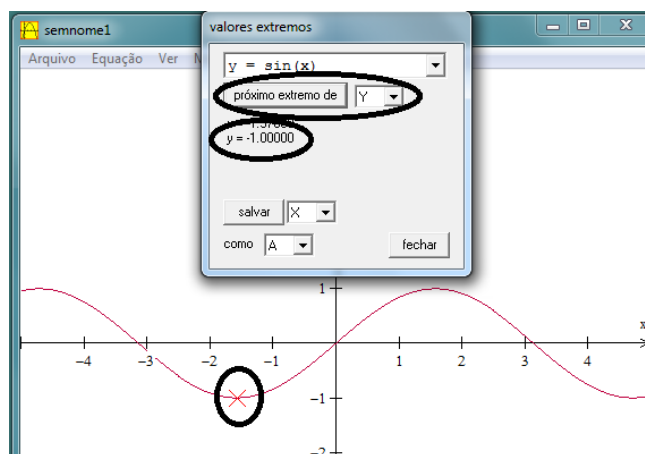 semnome1
valores extremos
Arquivo Equação Ver
y = sin(x)
próximo extremo de Y
y = -1.00000
salvar X
como A fechar
x
1
−4 −3 −2 −1 1 2 3 4
−1
−2